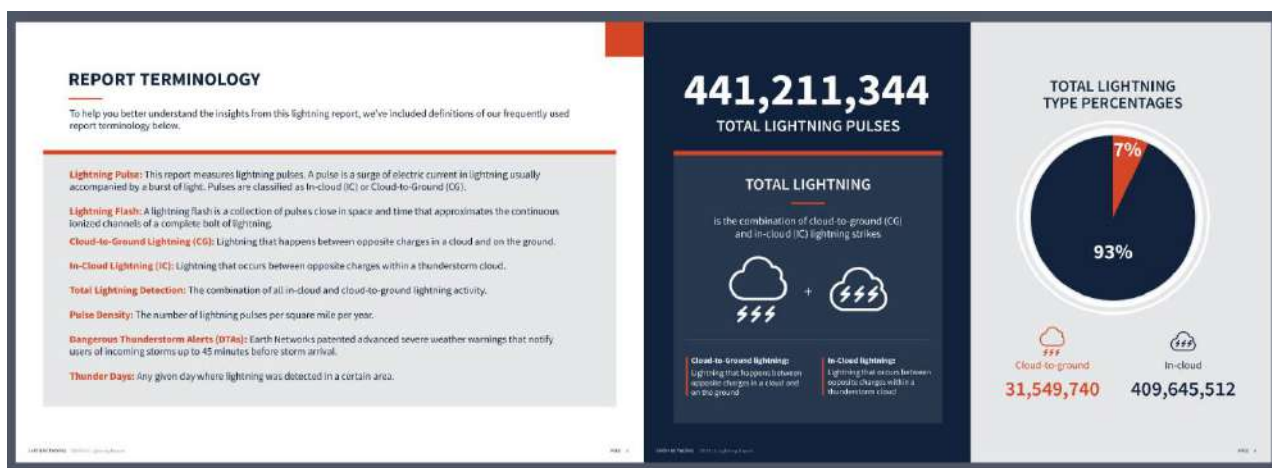 REPORT TERMINOLOGY
To help you better understand the insights from this lightning report, we've included definitions of our frequently used
report terminology below.
Lightning Pulse: This report measures lightning pulses. A pulse is a surge of electric current in lightning usually
accompanied by a burst of light. Pulses are classified as In-cloud (IC) or Cloud-to-Ground (CG).
Lightning Flash: A lightning flash is a collection of pulses close in space and time that approximates the continuous
ionized channels of a complete bolt of lightning.
Cloud-to-Ground Lightning (CG): Lightning that happens between opposite charges in a cloud and on the ground.
In-Cloud Lightning (IC): Lightning that occurs between opposite charges within a thunderstorm cloud.
Total Lightning Detection: The combination of all in-cloud and cloud-to-ground lightning activity.
Pulse Density: The number of lightning pulses per square mile per year.
Dangerous Thunderstorm Alerts (DTAs): Earth Networks patented advanced severe weather warnings that notify
users of incoming storms up to 45 minutes before storm arrival.
Thunder Days: Any given day where lightning was detected in a certain area.
441,211,344
TOTAL LIGHTNING PULSES
TOTAL LIGHTNING
is the combination of cloud-to-ground (CG)
and in-cloud (IC) lightning strikes
+
Cloud-to-Ground lightning:
Lightning that happens between
opposite charges in a cloud and
on the ground
In-Cloud lightning:
Lightning that occurs between
opposite charges within a
thunderstorm cloud
TOTAL LIGHTNING
TYPE PERCENTAGES
7%
93%
Cloud-to-ground
31,549,740
In-cloud
409,645,512